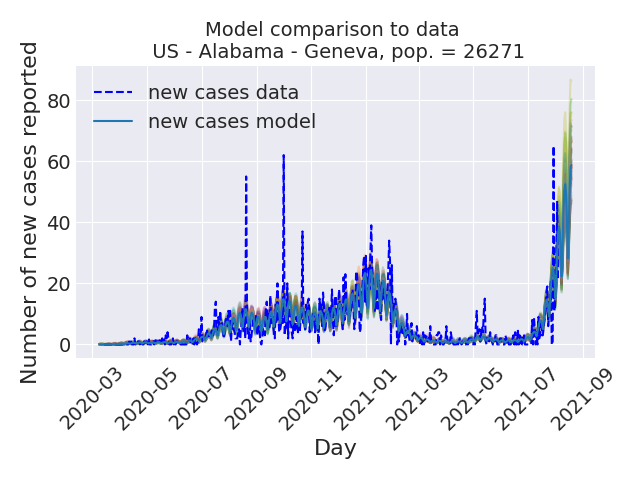 Model comparison to data
US - Alabama - Geneva, pop. = 26271
Number of new cases reported
80
60
40
20
0
new cases data
new cases model
2020-03
2020-05
2020-07
2020-09
2020-11
2021-01
2021-03
2021-05
2021-07
2021-09
Day